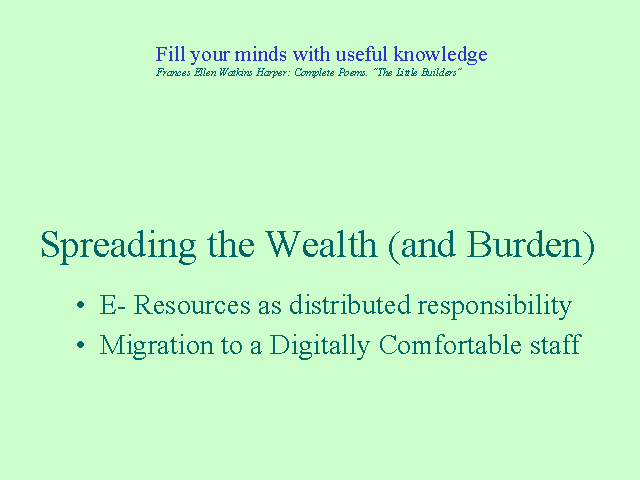 Fill your minds with useful knowledge
Frances Ellen Watkins Harper: Complete Poems. "The Little Builders"
Spreading the Wealth (and Burden)
• E- Resources as distributed responsibility
• Migration to a Digitally Comfortable staff